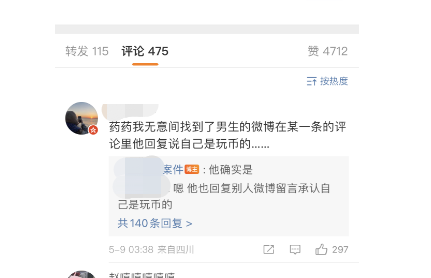 转发 115 评论 475 赞 4712
按热度
药药我无意间找到了男生的微博在某一条的评
论里他回复说自己是玩币的......
案件 博主 : 他确实是
嗯 他也回复别人微博留言承认自
己是玩币的
共140条回复 >
5-9 03:38 来自四川 297